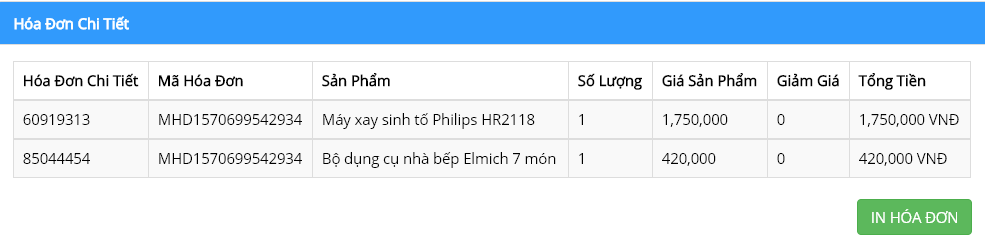 Hóa Đơn Chi Tiết
Hóa Đơn Chi Tiết Mã Hóa Đơn Sản Phẩm Số Lượng Giá Sản Phẩm Giảm Giá Tổng Tiền
60919313 MHD1570699542934 Máy xay sinh tố Philips HR2118 1 1,750,000 0 1,750,000 VNĐ
85044454 MHD1570699542934 Bộ dụng cụ nhà bếp Elmich 7 món 1 420,000 0 420,000 VNĐ
IN HÓA ĐƠN